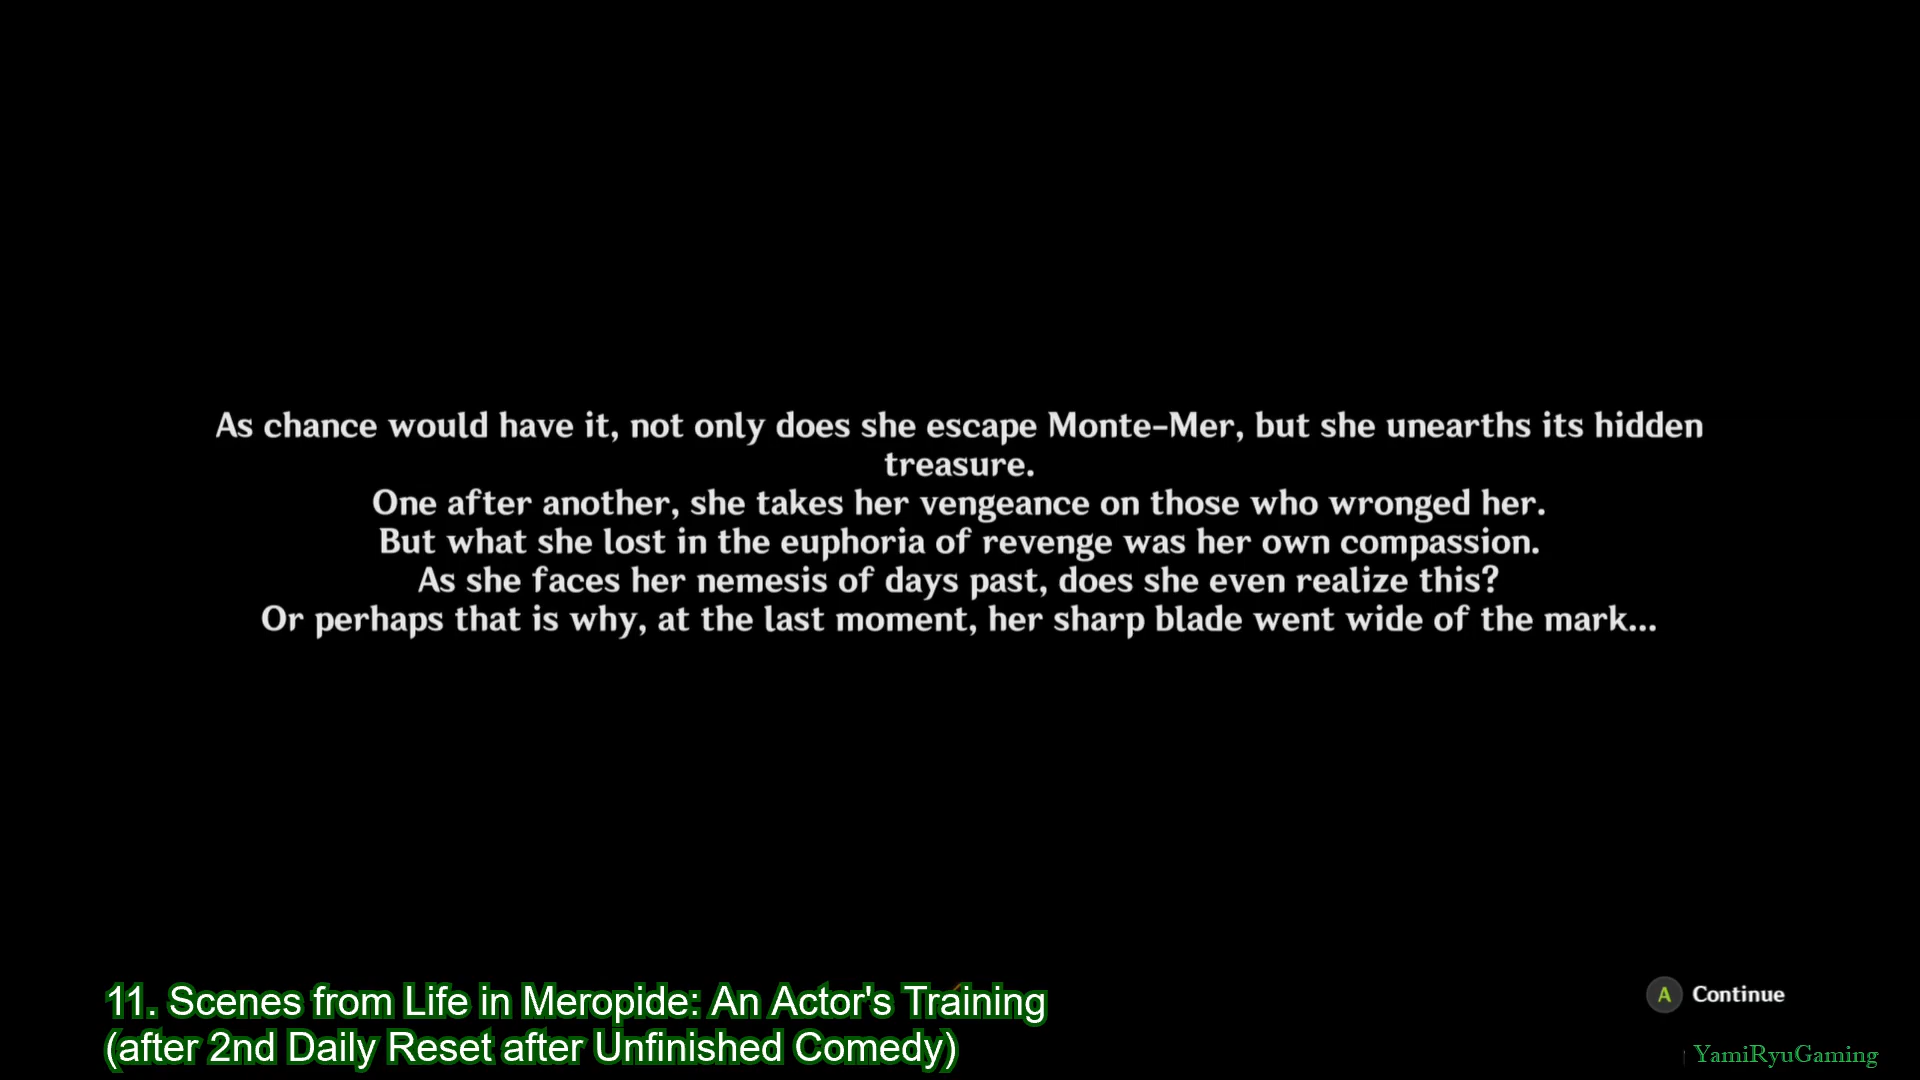 As chance would have it, not only does she escape Monte-Mer, but she unearths its hidden
treasure.
One after another, she takes her vengeance on those who wronged her.
But what she lost in the euphoria of revenge was her own compassion.
As she faces her nemesis of days past, does she even realize this?
Or perhaps that is why, at the last moment, her sharp blade went wide of the mark...
11. Scenes from Life in Meropide: An Actor's Training
(after 2nd Daily Reset after Unfinished Comedy)
A Continue
YamiRyuGaming